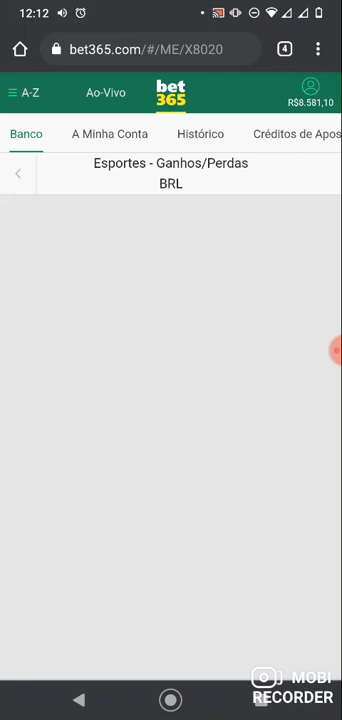 12:12
bet365.com/#/ME/X8020
4
A-Z
Ao-Vivo
bet
365
R$8.581,10
Banco
A Minha Conta
Histórico
Créditos de Apos
Esportes - Ganhos/Perdas
BRL
MOBI
RECORDER